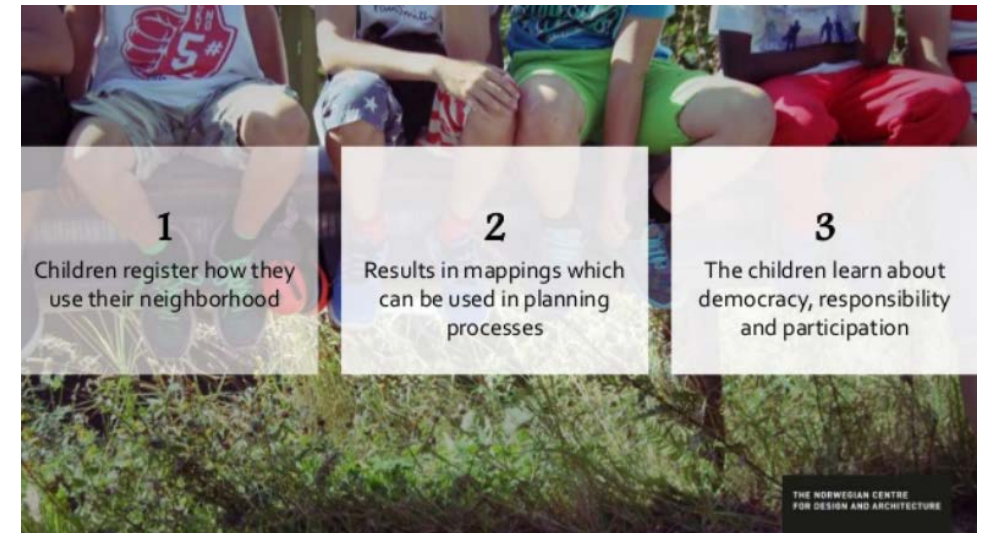 5#
1
Children register how they
use their neighborhood
2
Results in mappings which
can be used in planning
processes
3
The children learn about
democracy, responsibility
and participation
THE NORWEGIAN CENTRE
FOR DESIGN AND ARCHITECTURE